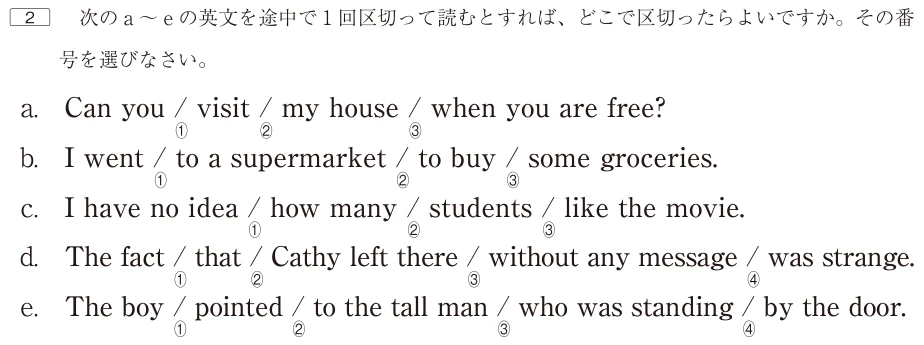 2 次のa～eの英文を途中で1回区切って読むとすれば、どこで区切ったらよいですか。その番
号を選びなさい。
a. Can you / visit / my house / when you are free?
① ② ③
b. I went / to a supermarket / to buy / some groceries.
① ② ③
c. I have no idea / how many / students / like the movie.
① ② ③
d. The fact / that / Cathy left there / without any message / was strange.
① ② ③ ④
e. The boy / pointed / to the tall man / who was standing / by the door.
① ② ③ ④